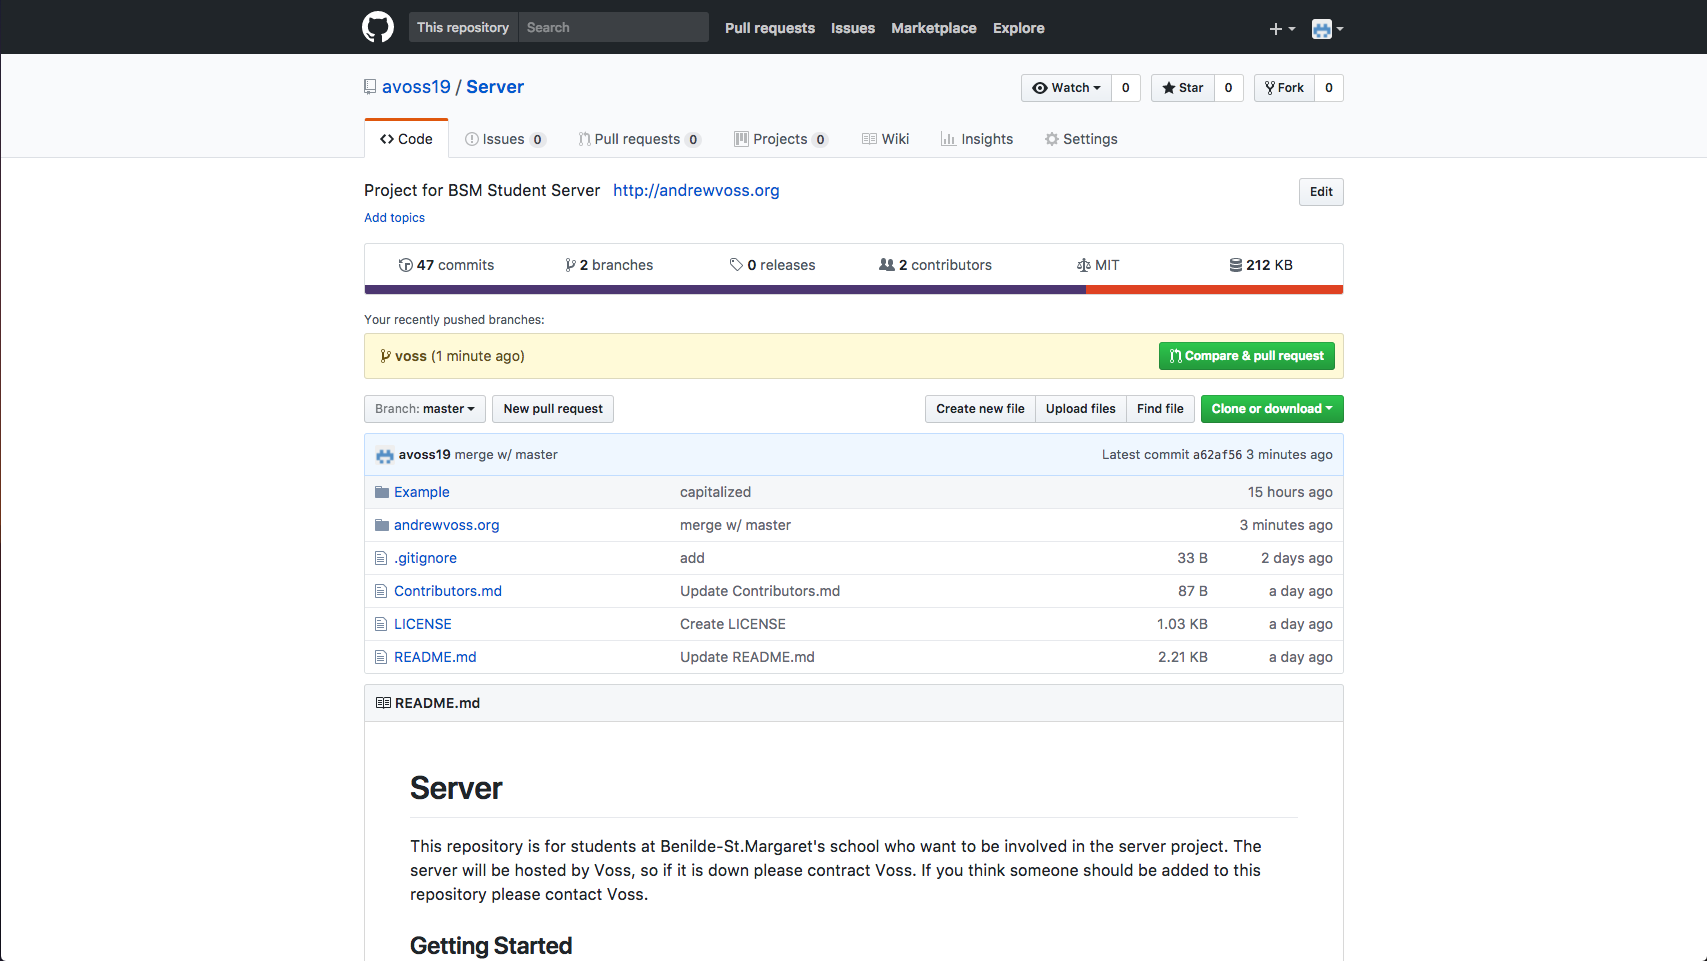 This repository Search Pull requests Issues Marketplace Explore
avoss19 / Server Watch 0 Star 0 Fork 0
Code Issues 0 Pull requests 0 Projects 0 Wiki Insights Settings
Project for BSM Student Server http://andrewvoss.org Edit
Add topics
47 commits 2 branches 0 releases 2 contributors MIT 212 KB
Your recently pushed branches:
voss (1 minute ago) Compare & pull request
Branch: master New pull request Create new file Upload files Find file Clone or download
avoss19 merge w/ master Latest commit a62af56 3 minutes ago
Example capitalized 15 hours ago
andrewvoss.org merge w/ master 3 minutes ago
.gitignore add 33 B 2 days ago
Contributors.md Update Contributors.md 87 B a day ago
LICENSE Create LICENSE 1.03 KB a day ago
README.md Update README.md 2.21 KB a day ago
README.md
Server
This repository is for students at Benilde-St.Margaret's school who want to be involved in the server project. The
server will be hosted by Voss, so if it is down please contract Voss. If you think someone should be added to this
repository please contact Voss.
Getting Started